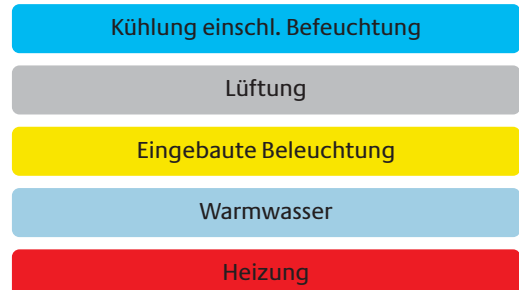 Kühlung einschl. Befeuchtung
Lüftung
Eingebaute Beleuchtung
Warmwasser
Heizung